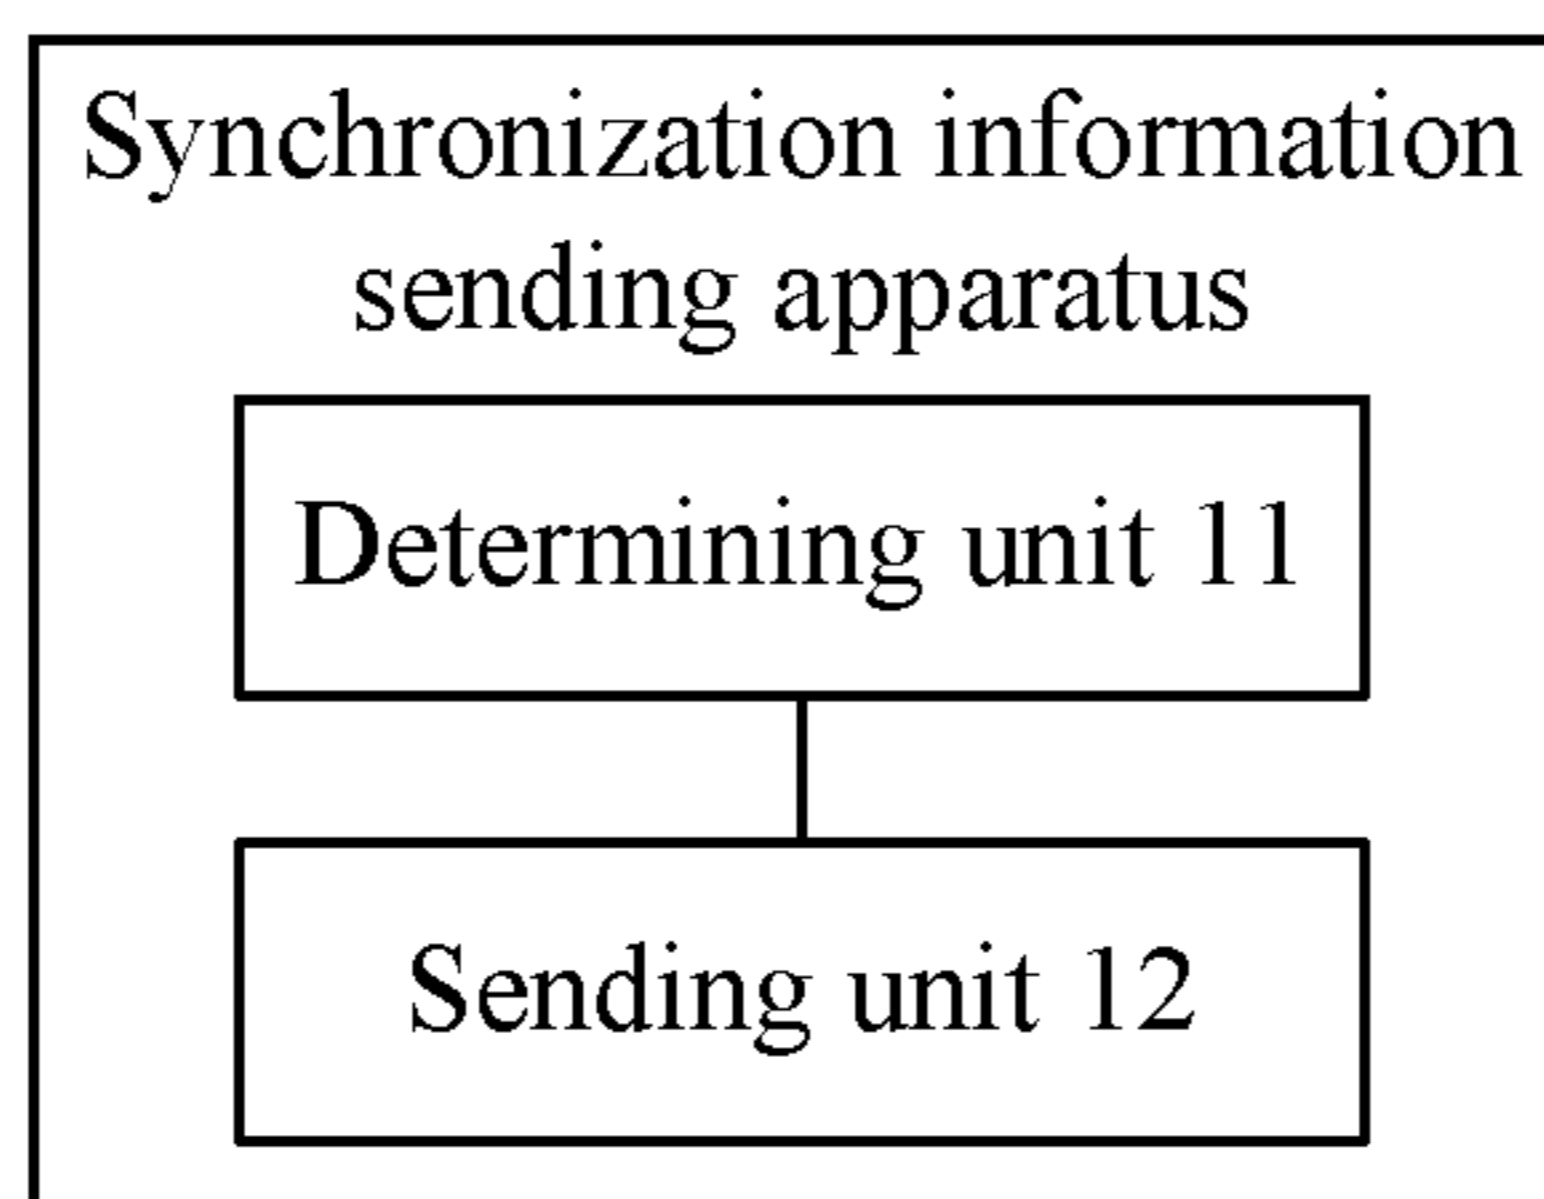 Synchronization information
sending apparatus
Determining unit 11
Sending unit 12